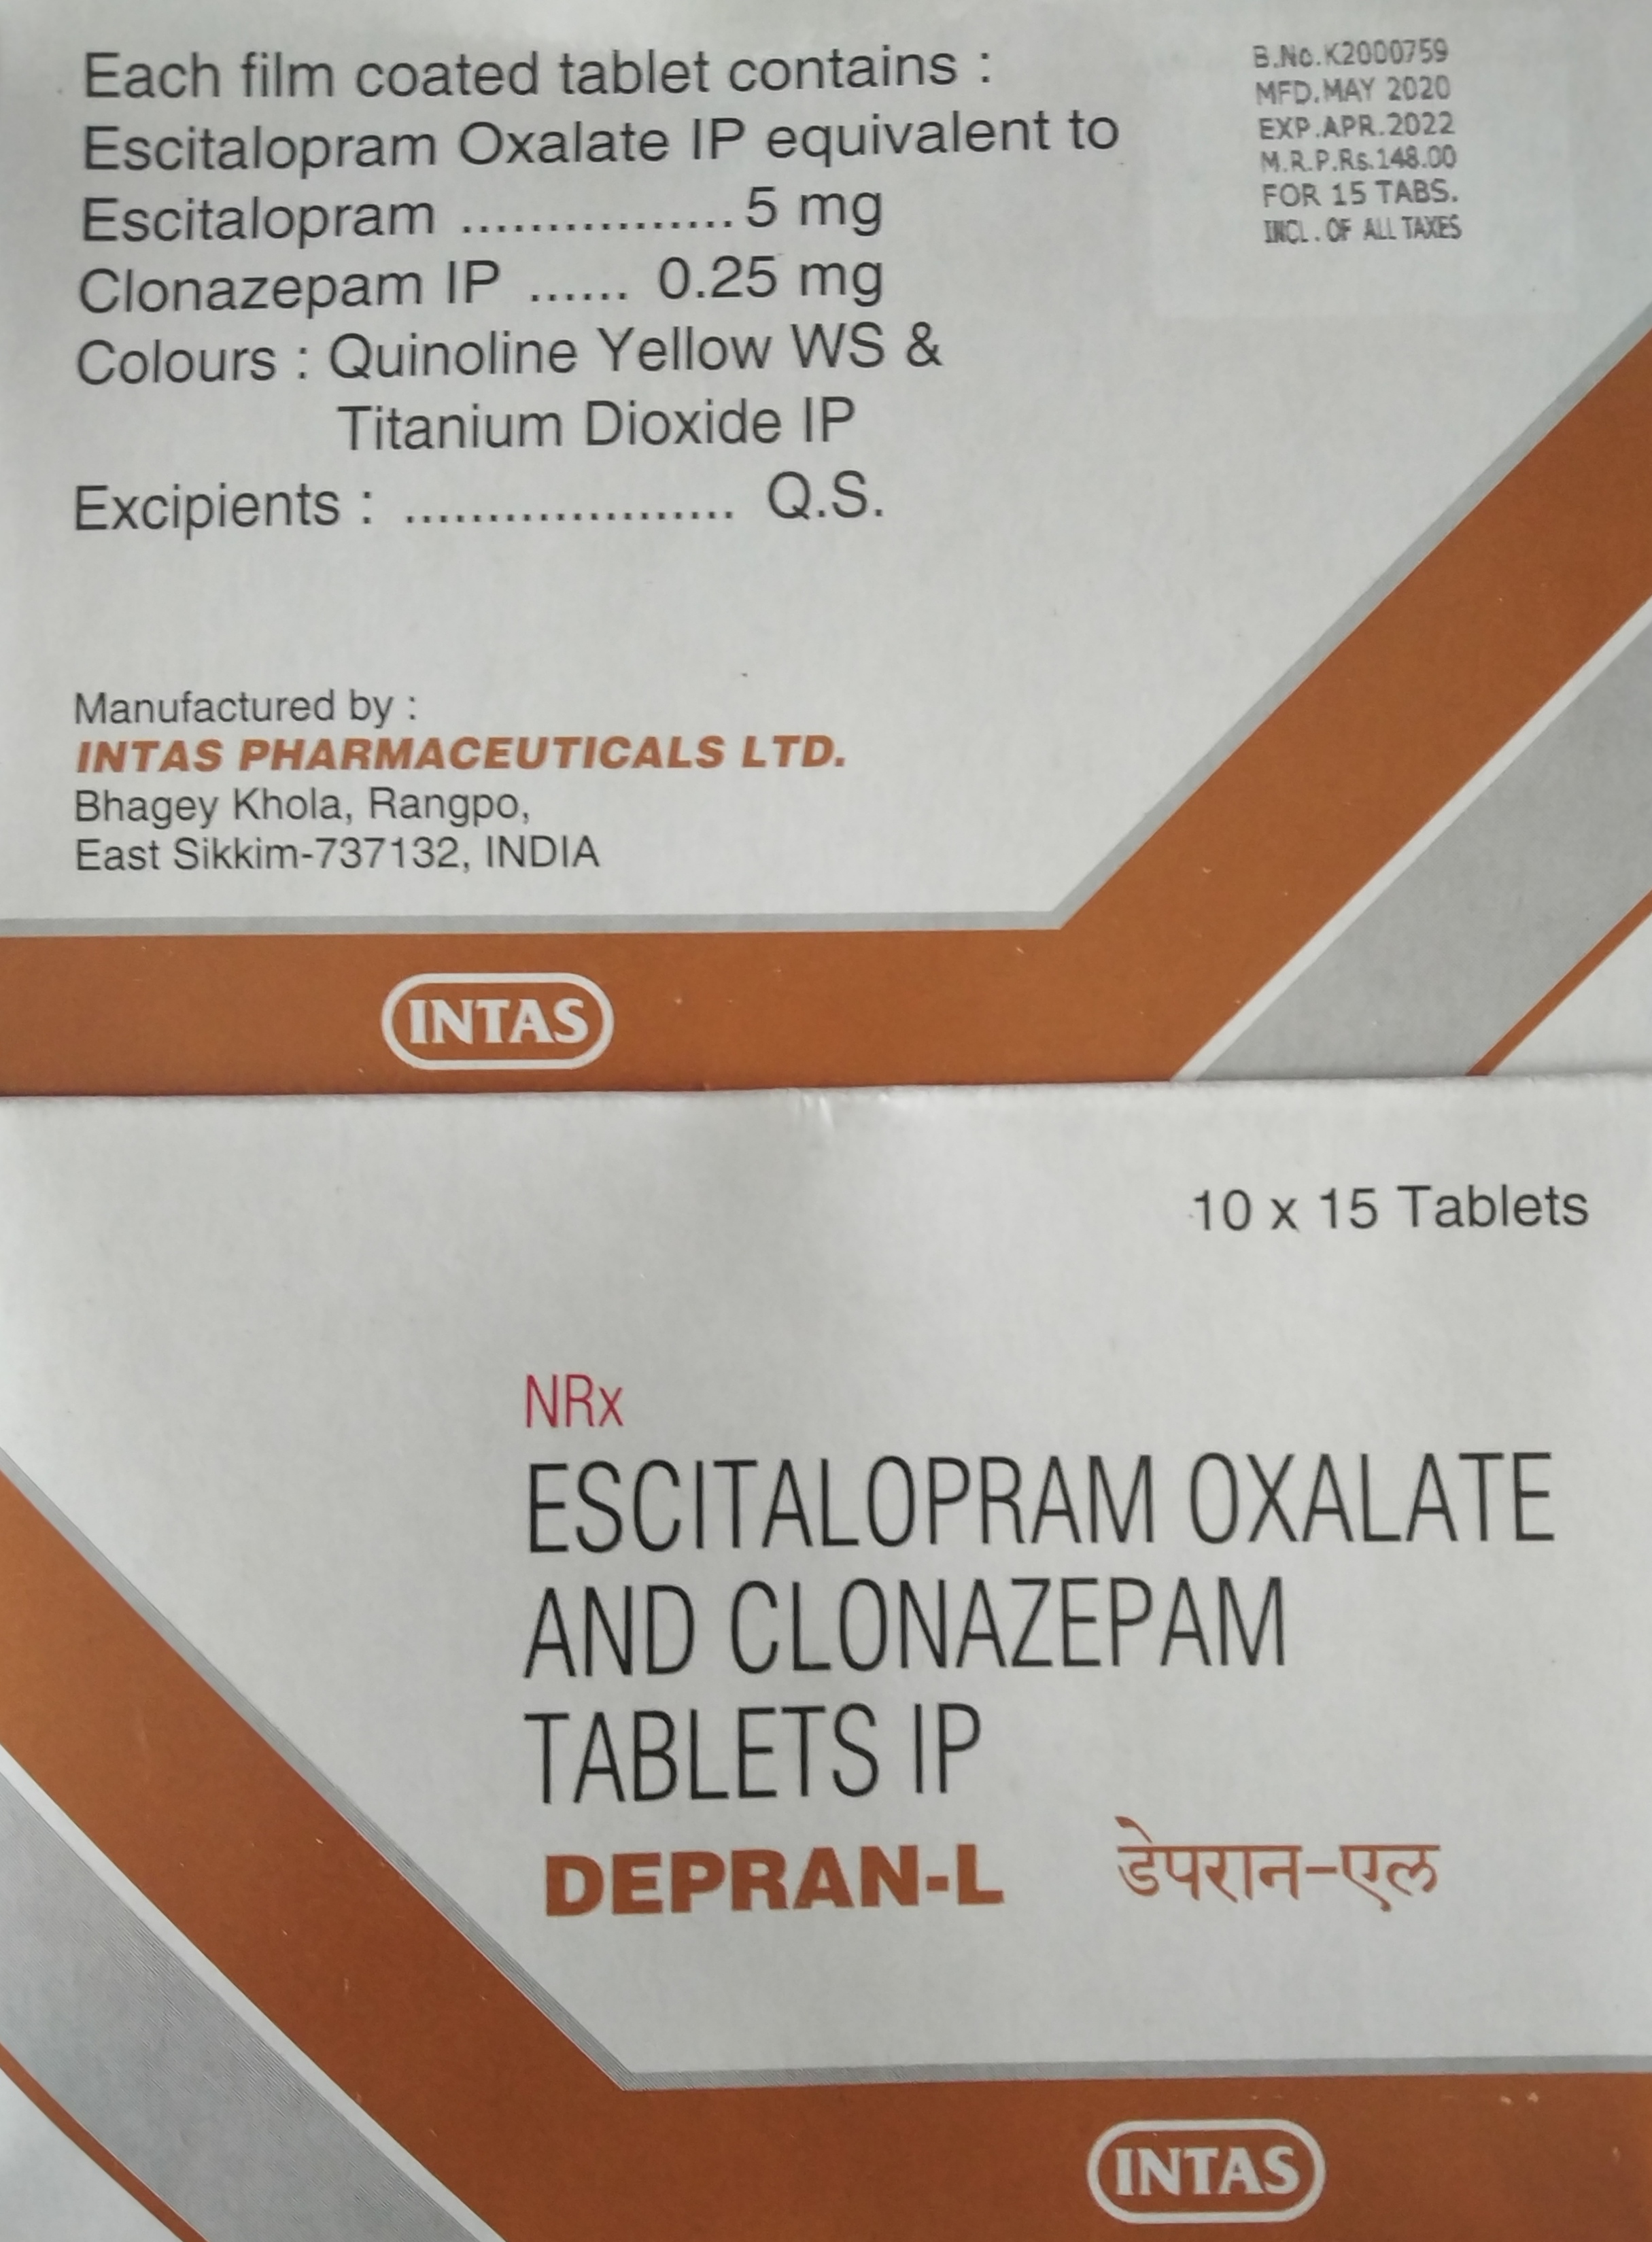 Each film coated tablet contains :
Escitalopram Oxalate IP equivalent to
Escitalopram ................ 5 mg
Clonazepam IP ...... 0.25 mg
Colours : Quinoline Yellow WS &
Titanium Dioxide IP
Excipients : .................... Q.S.
B.No.K2000759
MFD.MAY 2020
EXP.APR.2022
M.R.P.Rs.148.00
FOR 15 TABS.
INCL. OF ALL TAXES
Manufactured by :
INTAS PHARMACEUTICALS LTD.
Bhagey Khola, Rangpo,
East Sikkim-737132, INDIA
INTAS
10 x 15 Tablets
NRx
ESCITALOPRAM OXALATE
AND CLONAZEPAM
TABLETS IP
DEPRAN-L डेपरान-एल
INTAS